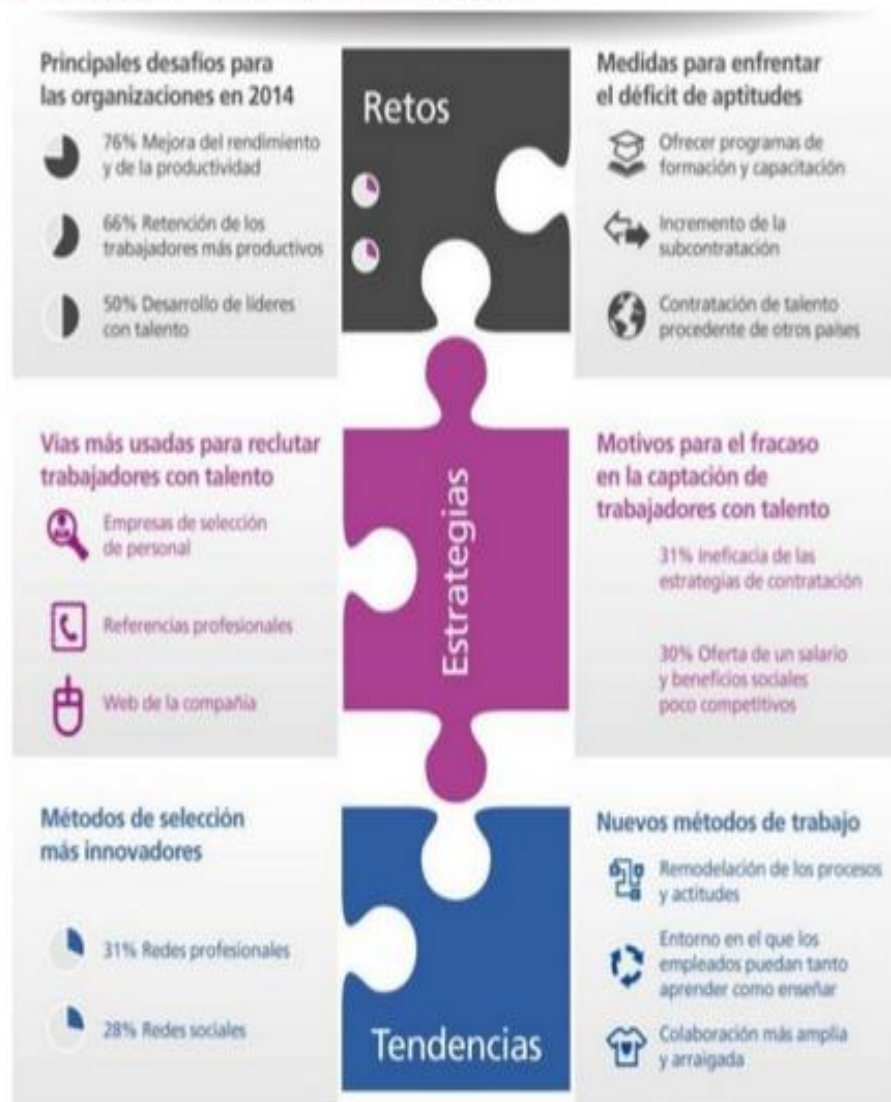 Principales desafíos para
las organizaciones en 2014
76% Mejora del rendimiento
y de la productividad
66% Retención de los
trabajadores más productivos
50% Desarrollo de líderes
con talento
Retos
Medidas para enfrentar
el déficit de aptitudes
Ofrecer programas de
formación y capacitación
Incremento de la
subcontratación
Contratación de talento
procedente de otros países
Vías más usadas para reclutar
trabajadores con talento
Empresas de selección
de personal
Referencias profesionales
Web de la compañía
Estrategias
Motivos para el fracaso
en la captación de
trabajadores con talento
31% Ineficacia de las
estrategias de contratación
30% Oferta de un salario
y beneficios sociales
poco competitivos
Métodos de selección
más innovadores
31% Redes profesionales
28% Redes sociales
Tendencias
Nuevos métodos de trabajo
Remodelación de los procesos
y actitudes
Entorno en el que los
empleados puedan tanto
aprender como enseñar
Colaboración más amplia
y arraigada